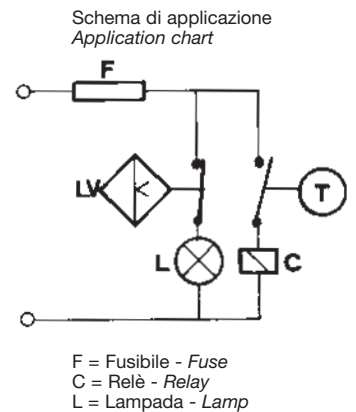 Schema di applicazione
Application chart
F
LV
T
L
C
F = Fusibile - Fuse
C = Relè - Relay
L = Lampada - Lamp